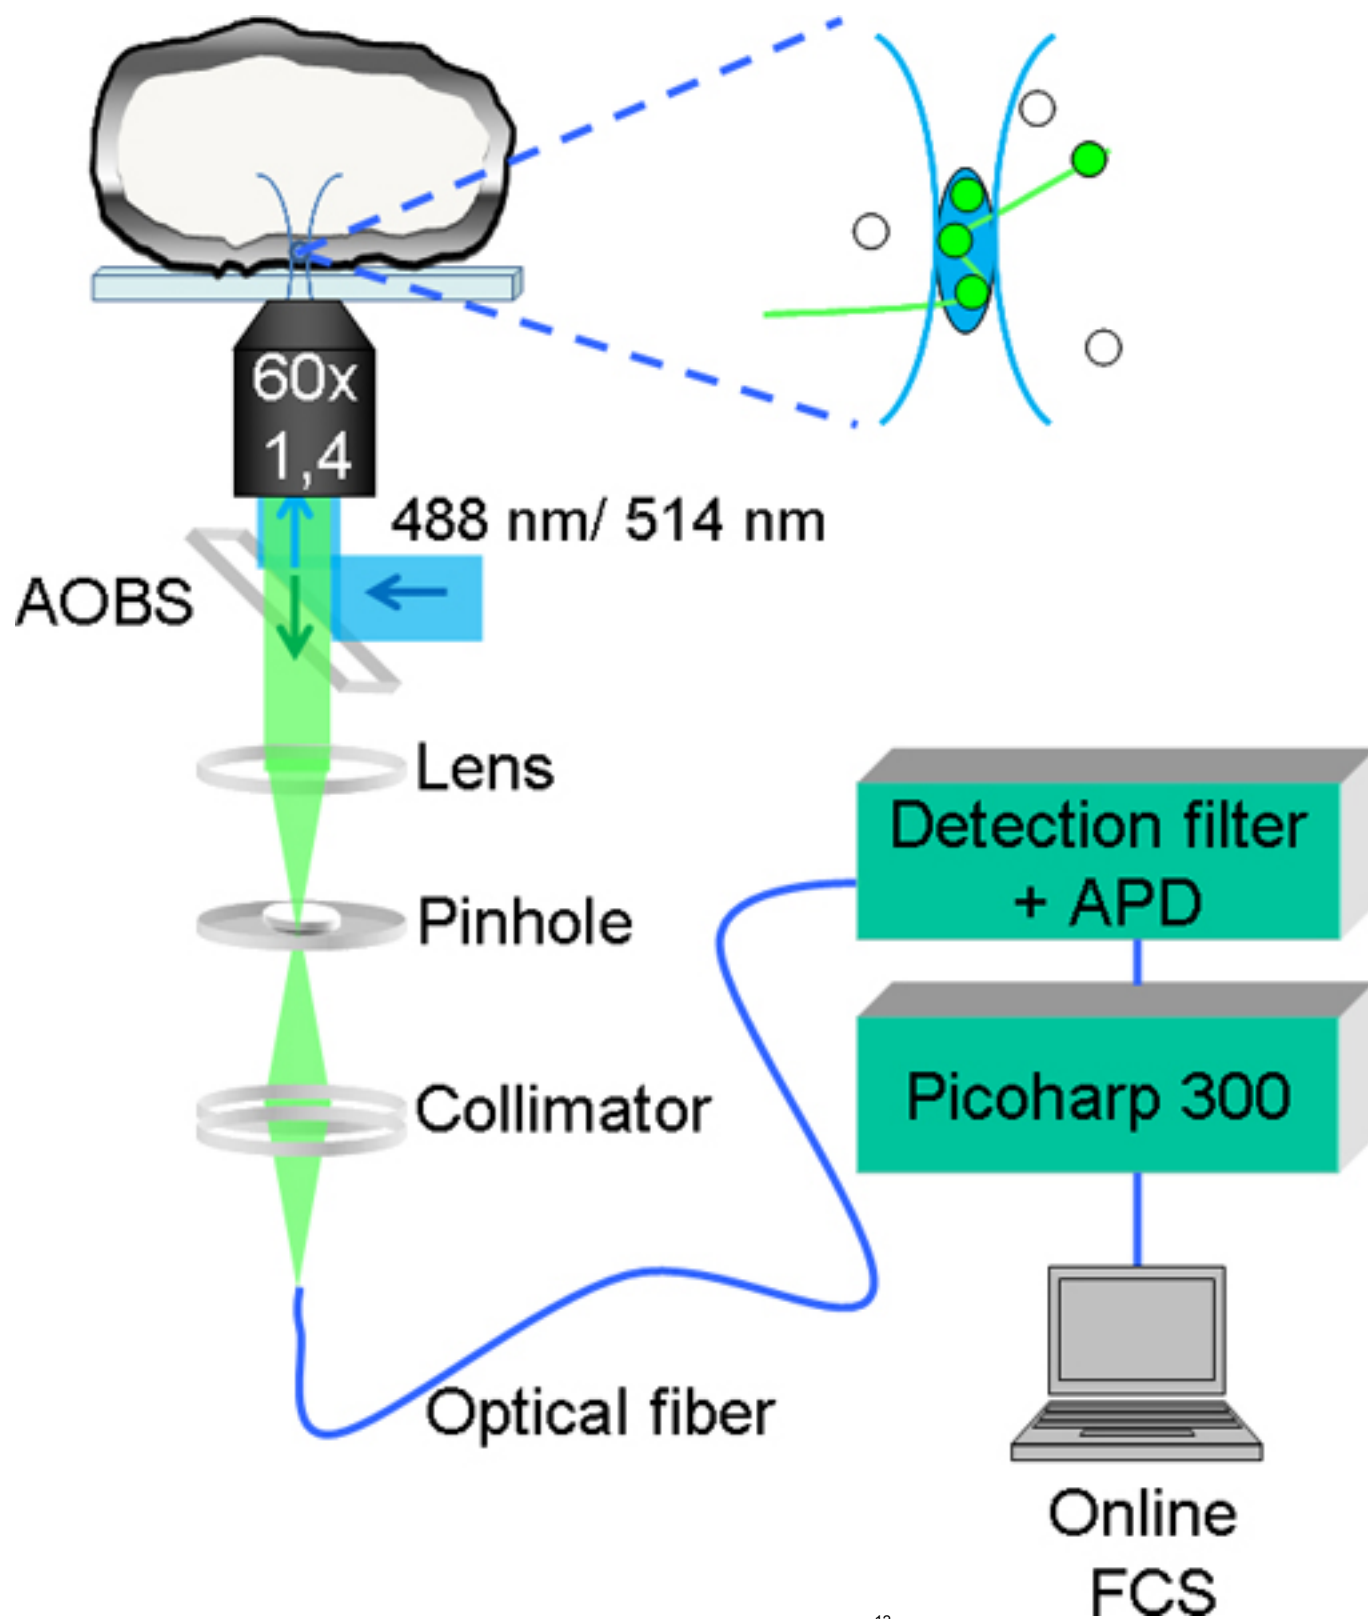 60x
1,4
488 nm/ 514 nm
AOBS
Lens
Pinhole
Collimator
Optical fiber
Detection filter
+ APD
Picoharp 300
Online
FCS
12